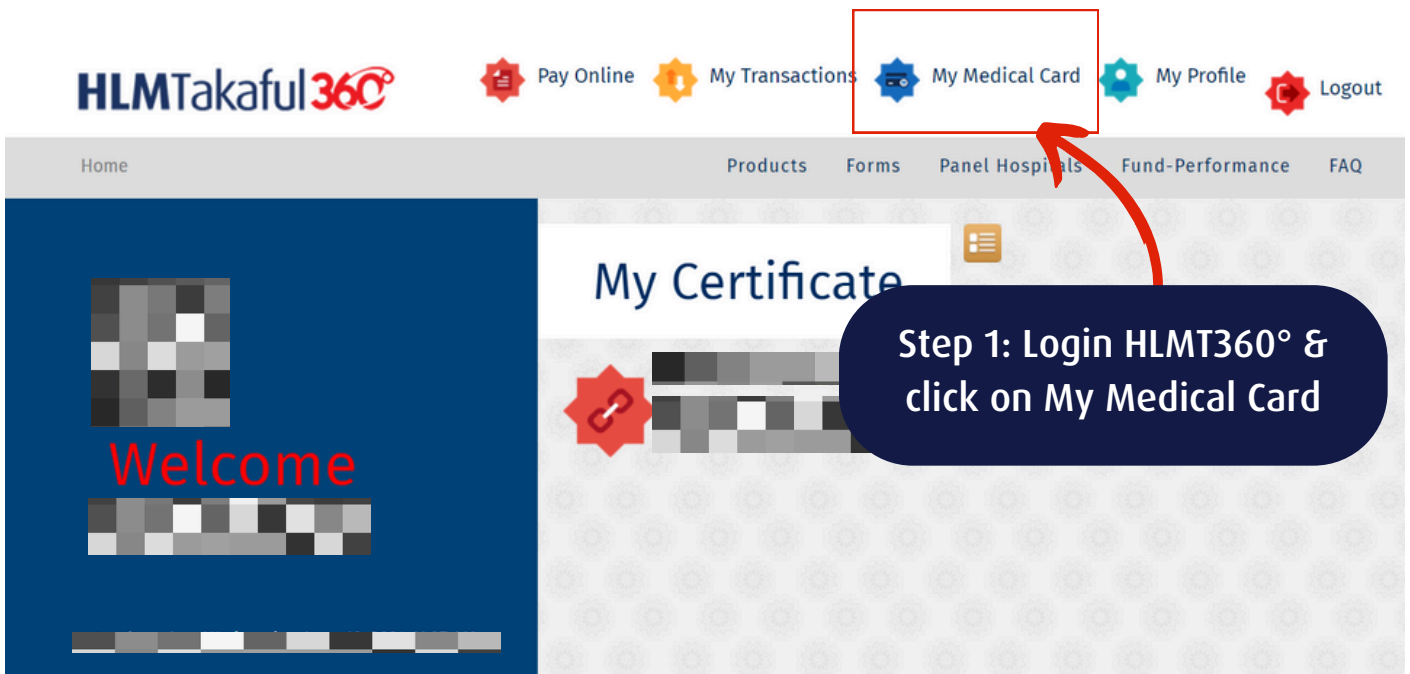 HLMTakaful360°
Pay Online
My Transactions
My Medical Card
My Profile
Logout
Home
Products
Forms
Panel Hospitals
Fund-Performance
FAQ
My Certificate
Step 1: Login HLMT360° &
click on My Medical Card
Welcome